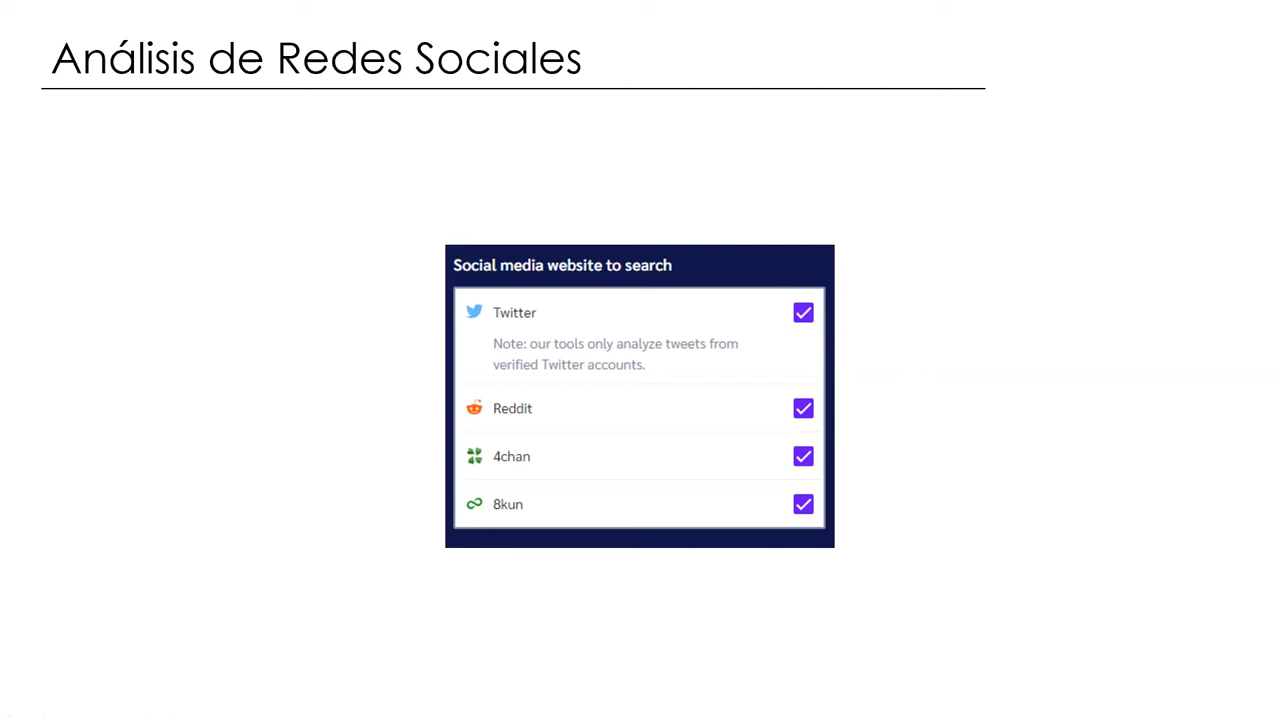 Análisis de Redes Sociales
Social media website to search
Twitter
Note: our tools only analyze tweets from
verified Twitter accounts.
Reddit
4chan
8kun